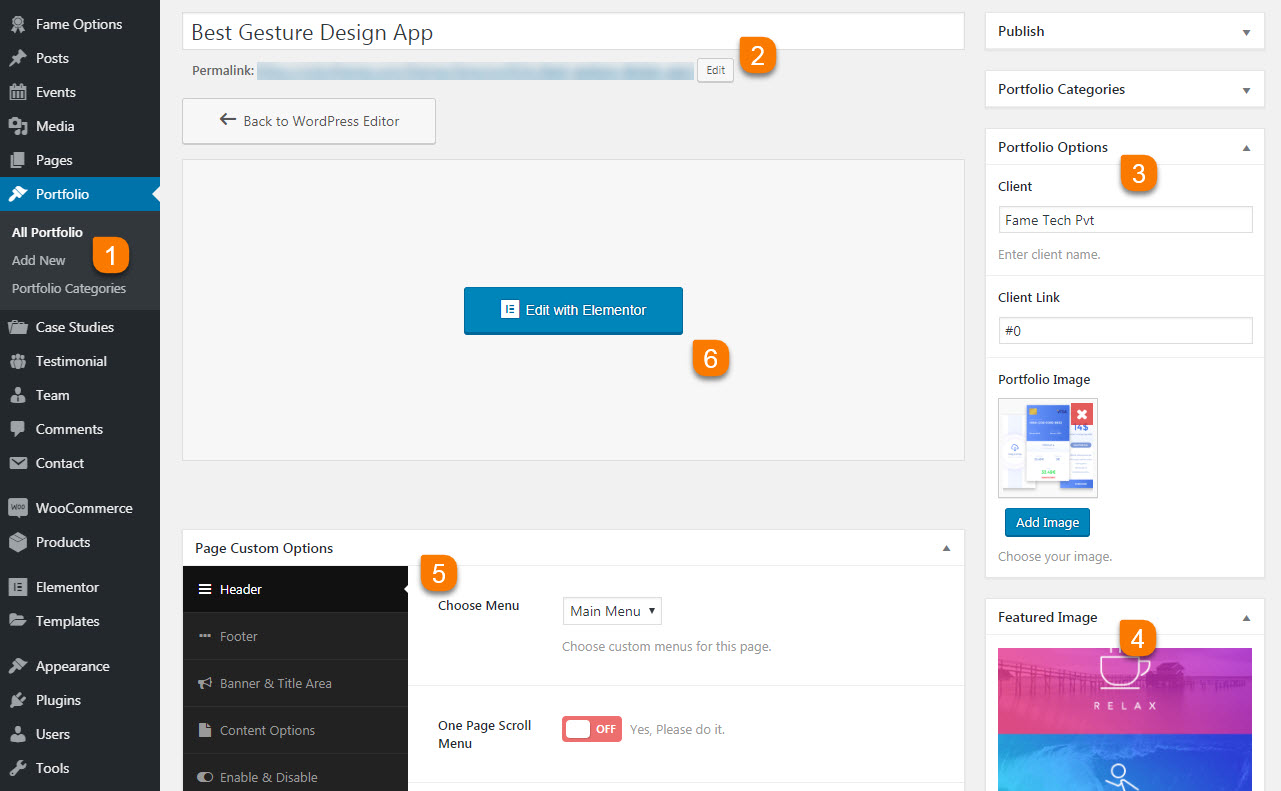 Fame Options
Posts
Events
Media
Pages
Portfolio
All Portfolio
Add New
1
Portfolio Categories
Case Studies
Testimonial
Team
Comments
Contact
WOO
WooCommerce
Products
Elementor
Templates
Appearance
Plugins
Users
Tools
Best Gesture Design App
2
Permalink:
Edit
Back to WordPress Editor
Edit with Elementor
6
Page Custom Options
5
Header
Footer
Banner & Title Area
Content Options
Enable & Disable
Choose Menu
Main Menu
Choose custom menus for this page.
One Page Scroll
Menu
OFF
Yes, Please do it.
Publish
Portfolio Categories
Portfolio Options
3
Client
Fame Tech Pvt
Enter client name.
Client Link
#0
Portfolio Image
14$
Add Image
Choose your image.
Featured Image
4
RELAX